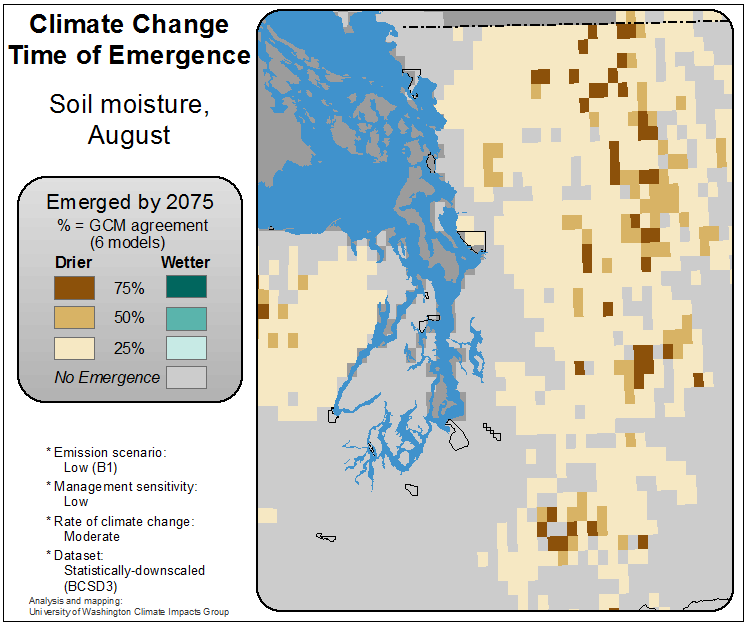 Climate Change
Time of Emergence
Soil moisture,
August
Emerged by 2075
% = GCM agreement
(6 models)
Drier Wetter
75%
50%
25%
No Emergence
* Emission scenario:
Low (B1)
* Management sensitivity:
Low
* Rate of climate change:
Moderate
* Dataset:
Statistically-downscaled
(BCSD3)
Analysis and mapping:
University of Washington Climate Impacts Group